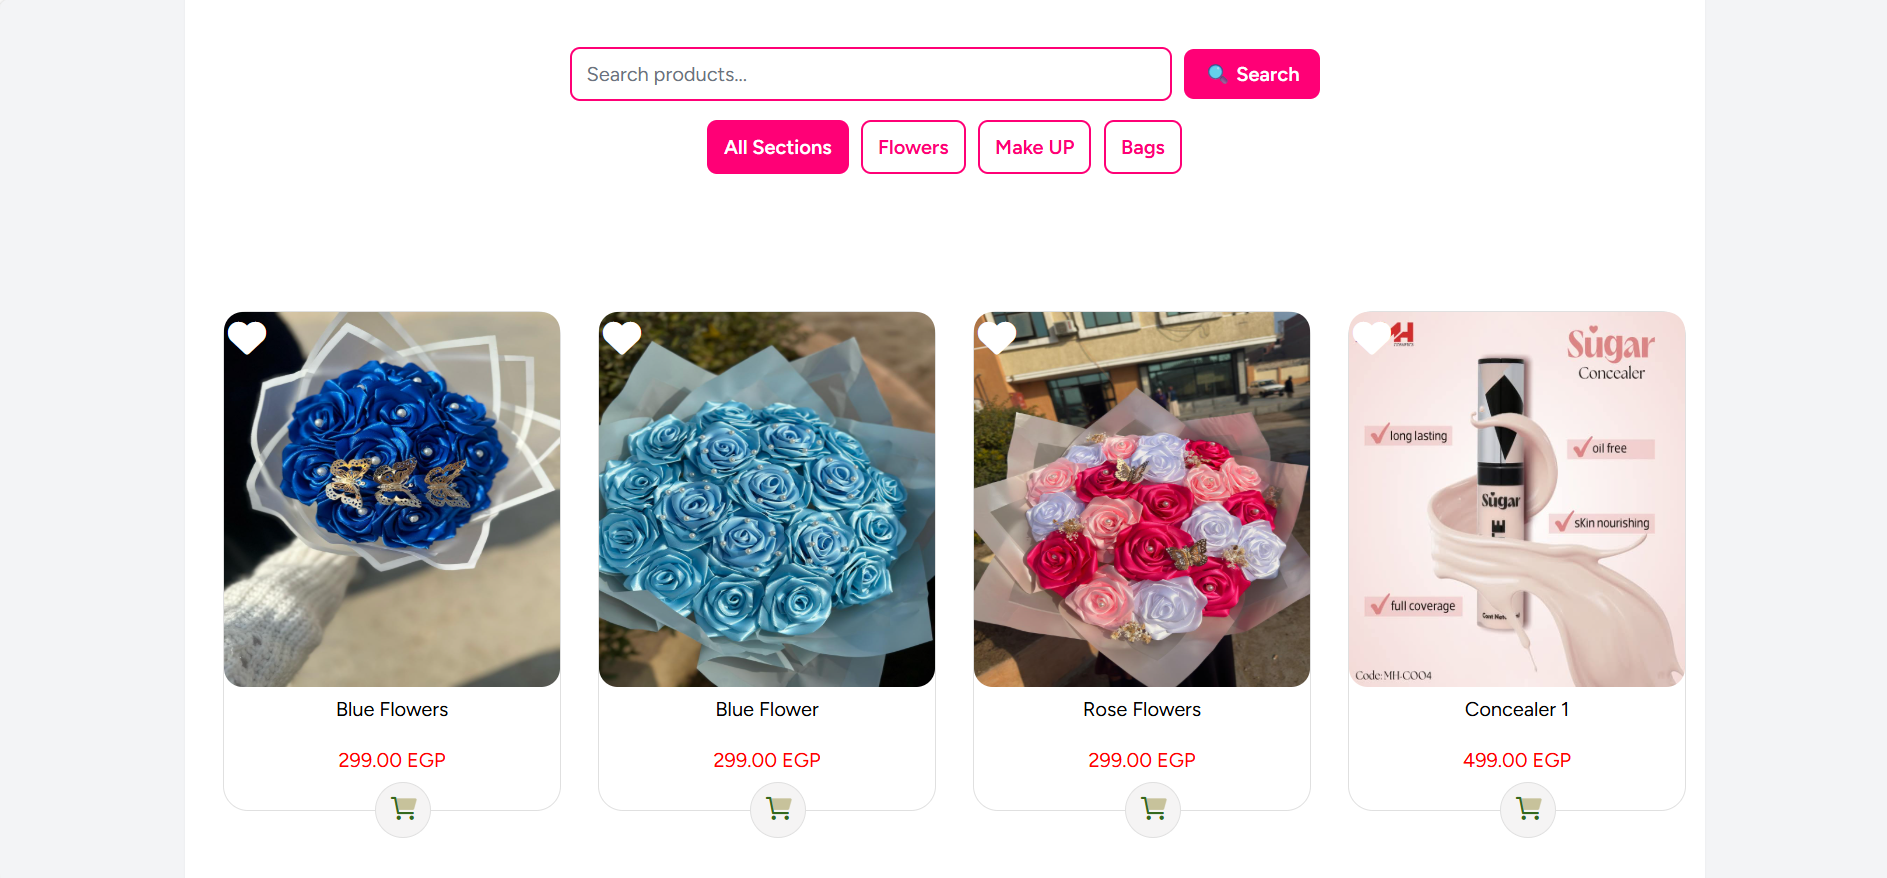 Search products...
Search
All Sections
Flowers
Make UP
Bags
Sugar
Concealer
long lasting
oil free
Sugar
skin nourishing
full coverage
Code: MH-COO4
Blue Flowers
Blue Flower
Rose Flowers
Concealer 1
299.00 EGP
299.00 EGP
299.00 EGP
499.00 EGP